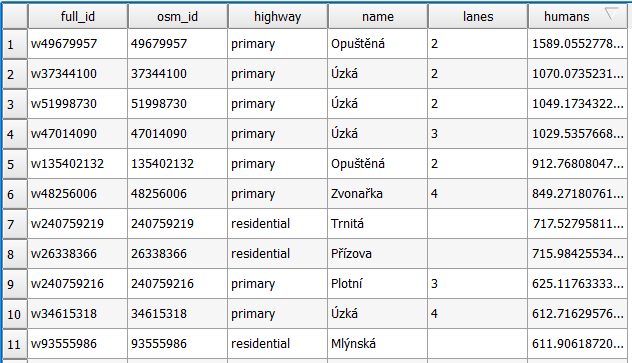 full_id osm_id highway name lanes humans
1 w49679957 49679957 primary Opuštěná 2 1589.0552778...
2 w37344100 37344100 primary Úzká 2 1070.0735231...
3 w51998730 51998730 primary Úzká 2 1049.1734322...
4 w47014090 47014090 primary Úzká 3 1029.5357668...
5 w135402132 135402132 primary Opuštěná 2 912.76808047...
6 w48256006 48256006 primary Zvonařka 4 849.27180761...
7 w240759219 240759219 residential Trnitá 717.52795811...
8 w26338366 26338366 residential Přízova 715.98425534...
9 w240759216 240759216 primary Plotní 3 625.11763333...
10 w34615318 34615318 primary Úzká 4 612.71629576...
11 w93555986 93555986 residential Mlýnská 611.90618720...